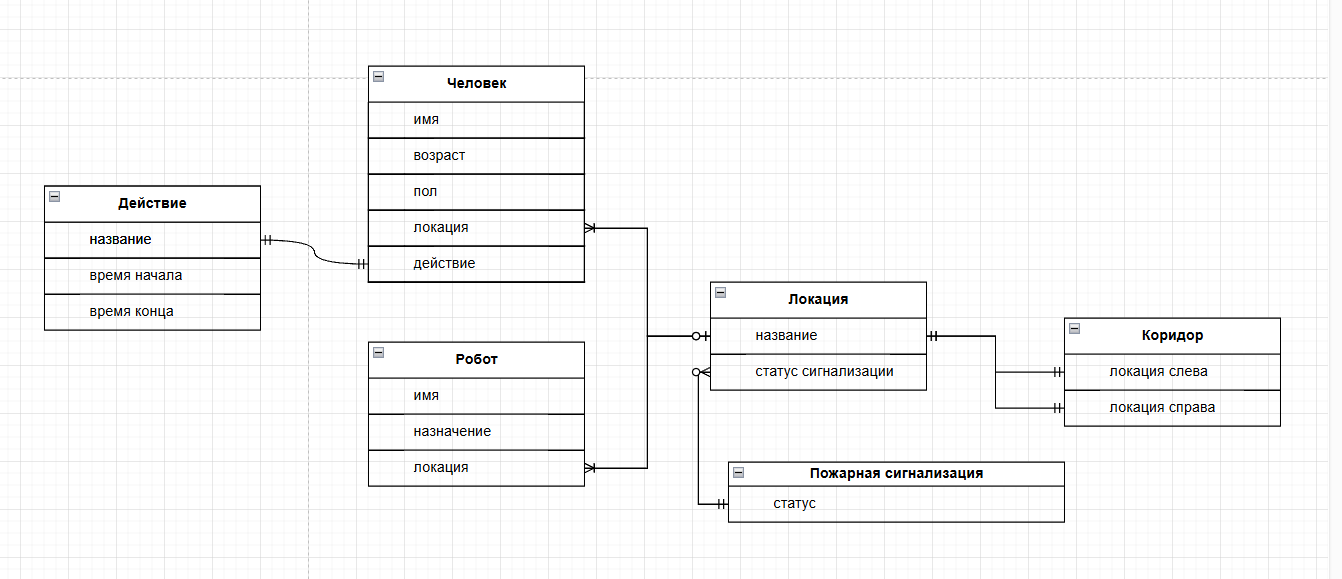 Человек
имя
возраст
пол
локация
действие
Действие
название
время начала
время конца
Робот
имя
назначение
локация
Локация
название
статус сигнализации
Коридор
локация слева
локация справа
Пожарная сигнализация
статус